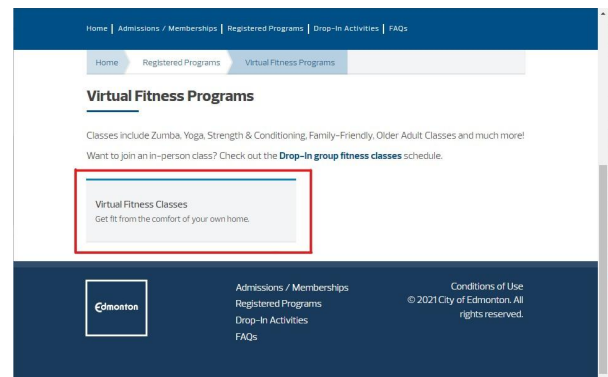 Home | Admissions / Memberships | Registered Programs | Drop-In Activities | FAQs
Home Registered Programs Virtual Fitness Programs
Virtual Fitness Programs
Classes include Zumba, Yoga, Strength & Conditioning, Family-Friendly, Older Adult Classes and much more!
Want to join an in-person class? Check out the Drop-In group fitness classes schedule.
Virtual Fitness Classes
Get fit from the comfort of your own home.
Edmonton
Admissions / Memberships
Registered Programs
Drop-In Activities
FAQs
Conditions of Use
© 2021 City of Edmonton. All
rights reserved.